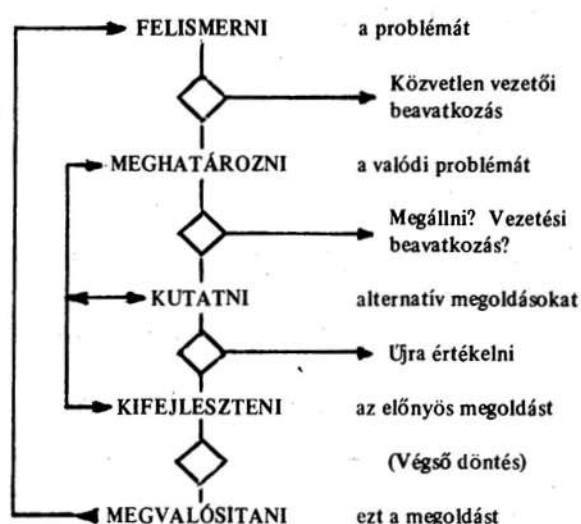 FELISMERNI a problémát
Közvetlen vezetői
beavatkozás
MEGHATÁROZNI a valódi problémát
Megállni? Vezetési
beavatkozás?
KUTATNI alternatív megoldásokat
Újra értékelni
KIFEJLESZTENI az előnyös megoldást
(Végső döntés)
MEGVALÓSÍTANI ezt a megoldást